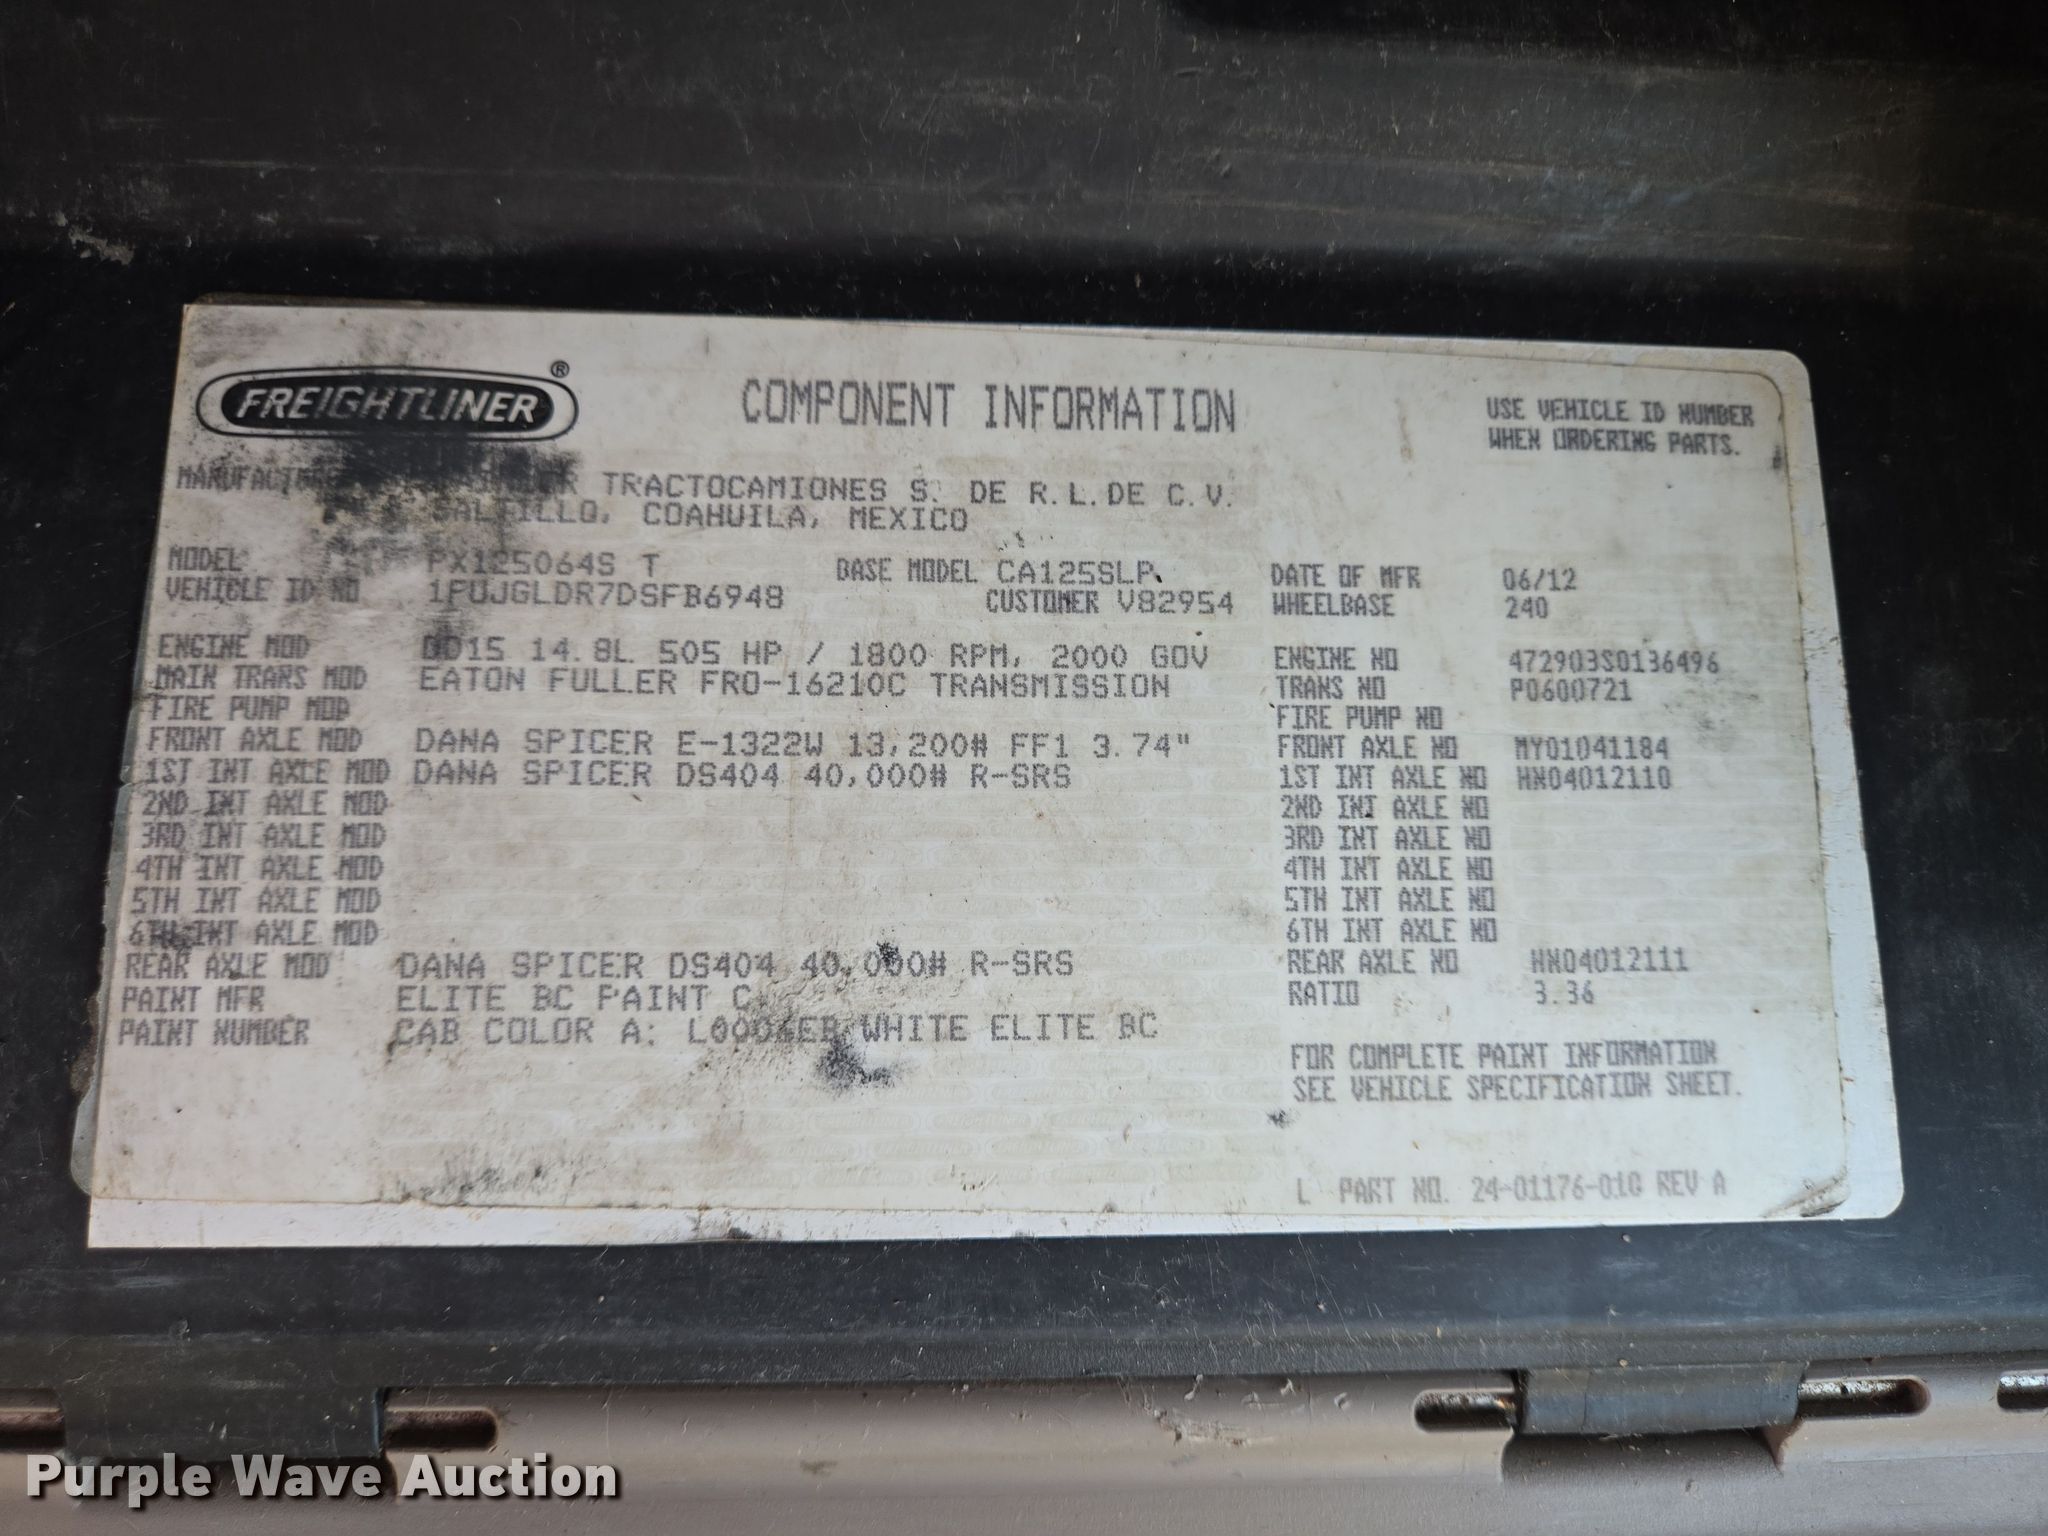 FREIGHTLINER®
COMPONENT INFORMATION
USE VEHICLE ID NUMBER
WHEN ORDERING PARTS.
TRACTOCAMIONES S. DE R.L.DE C.V.
SALTILLO, COAHUILA, MEXICO
MODEL PX125064S T BASE MODEL CA125SLP DATE OF MFR 06/12
VEHICLE ID NO 1FUJGLDR7DSFB6948 CUSTOMER V82954 WHEELBASE 240
ENGINE MOD DD15 14.8L 505 HP / 1800 RPM, 2000 GOV ENGINE NO 472903S0136496
MAIN TRANS MOD EATON FULLER FRO-16210C TRANSMISSION TRANS NO P0600721
FIRE PUMP MOD FIRE PUMP NO
FRONT AXLE MOD DANA SPICER E-1322W 13,200# FF1 3.74" FRONT AXLE NO MY01041184
1ST INT AXLE MOD DANA SPICER DS404 40,000# R-SRS 1ST INT AXLE NO HN04012110
2ND INT AXLE MOD 2ND INT AXLE NO
3RD INT AXLE MOD 3RD INT AXLE NO
4TH INT AXLE MOD 4TH INT AXLE NO
5TH INT AXLE MOD 5TH INT AXLE NO
6TH INT AXLE MOD 6TH INT AXLE NO
REAR AXLE MOD DANA SPICER DS404 40,000# R-SRS REAR AXLE NO HN04012111
PAINT MFR ELITE BC PAINT C RATIO 3.36
PAINT NUMBER CAB COLOR A: L0006EB WHITE ELITE BC
FOR COMPLETE PAINT INFORMATION
SEE VEHICLE SPECIFICATION SHEET.
L PART NO. 24-01176-010 REV A
Purple Wave Auction